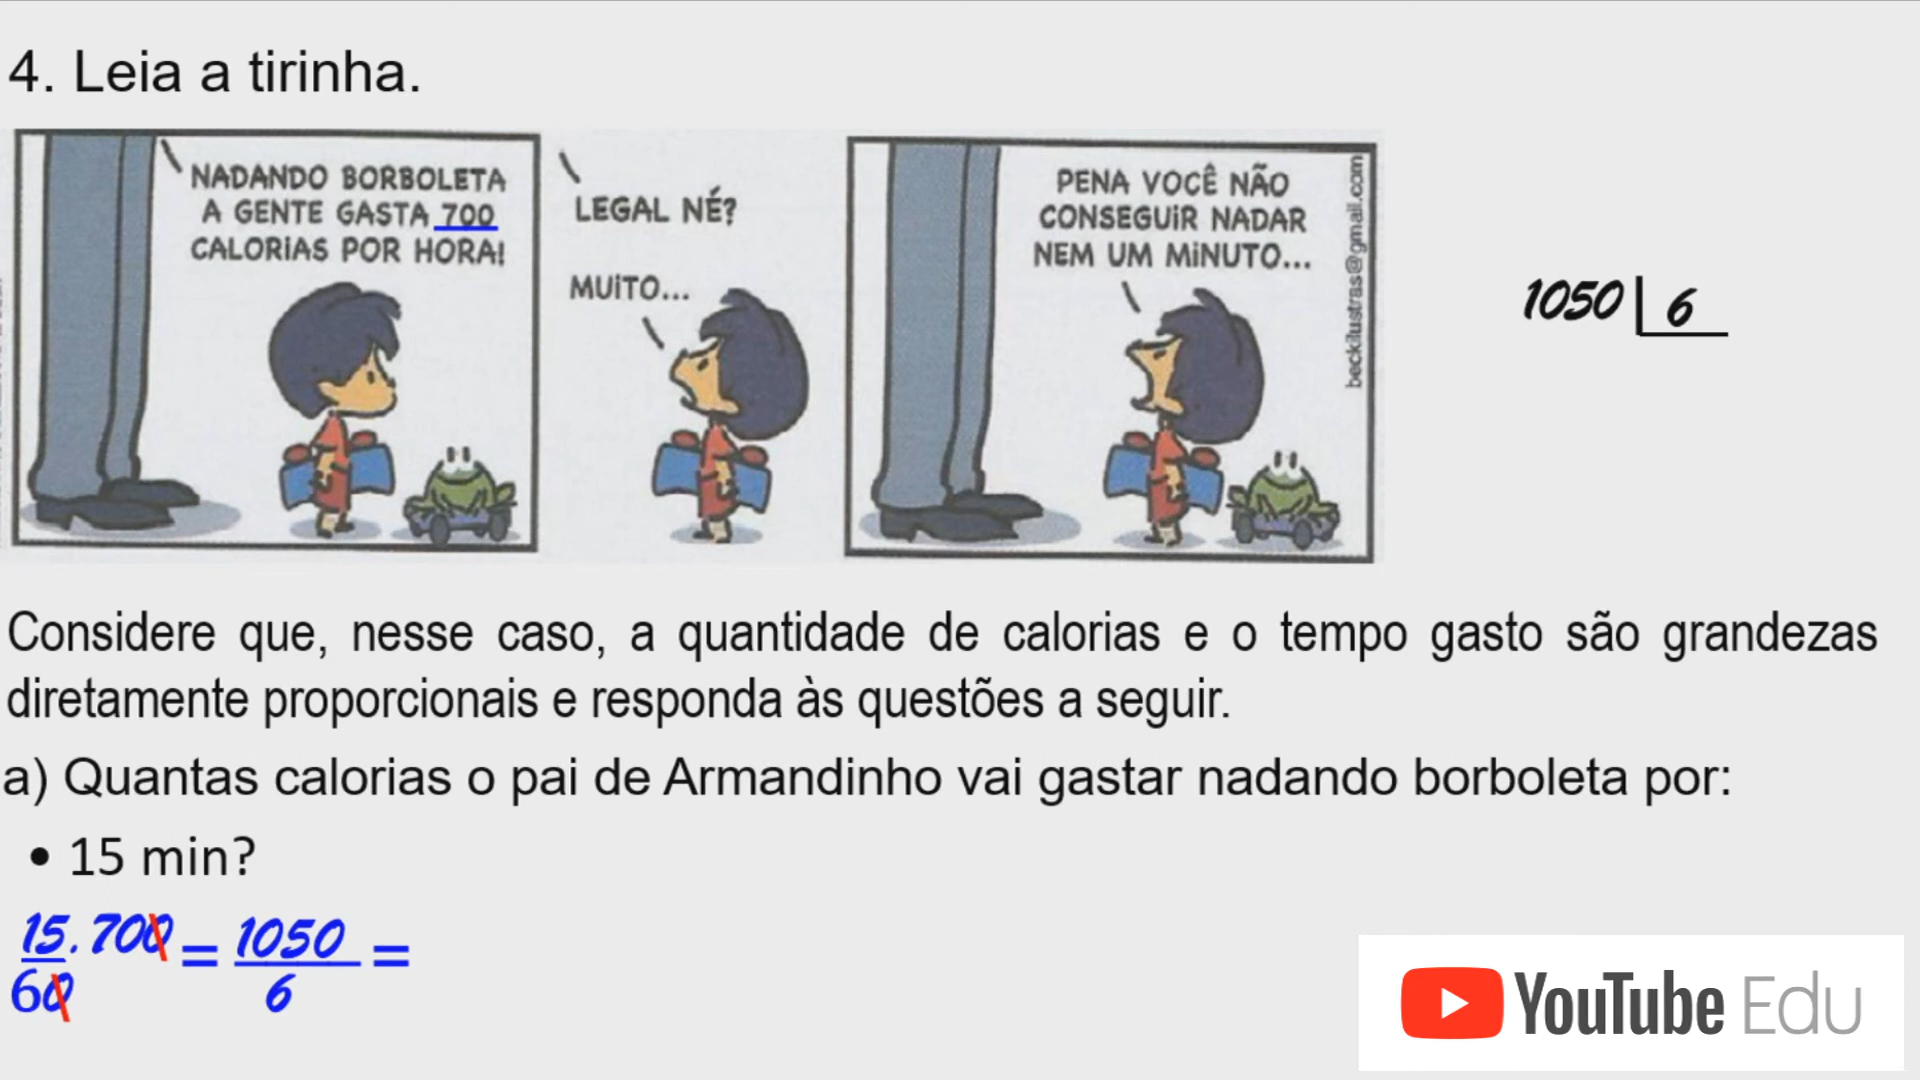 4. Leia a tirinha.
NADANDO BORBOLETA
A GENTE GASTA 700
CALORIAS POR HORA!
LEGAL NÉ?
MUITO...
PENA VOCÊ NÃO
CONSEGUIR NADAR
NEM UM MINUTO...
beckilustras@gmail.com
1050 6
Considere que, nesse caso, a quantidade de calorias e o tempo gasto são grandezas
diretamente proporcionais e responda às questões a seguir.
a) Quantas calorias o pai de Armandinho vai gastar nadando borboleta por:
• 15 min?
15 . 700 = 1050 =
60 6
YouTube Edu